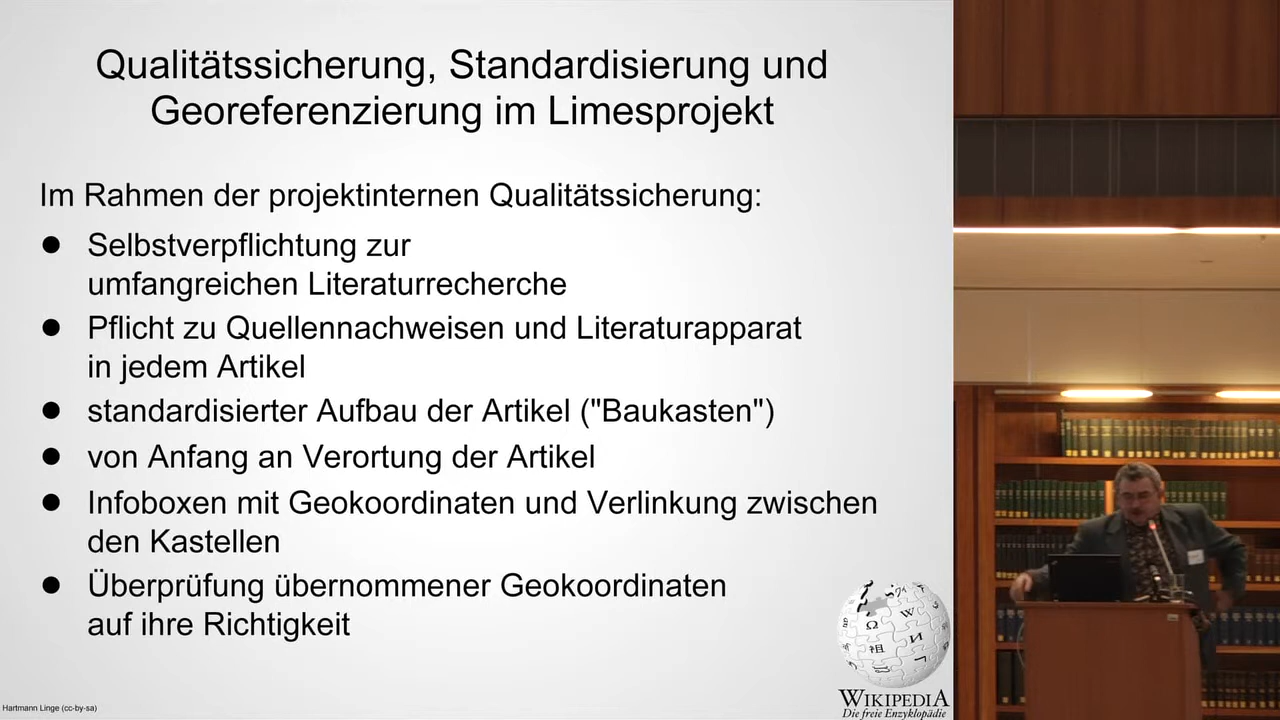 Qualitätssicherung, Standardisierung und
Georeferenzierung im Limesprojekt
Im Rahmen der projektinternen Qualitätssicherung:
● Selbstverpflichtung zur
umfangreichen Literaturrecherche
● Pflicht zu Quellennachweisen und Literaturapparat
in jedem Artikel
● standardisierter Aufbau der Artikel ("Baukasten")
● von Anfang an Verortung der Artikel
● Infoboxen mit Geokoordinaten und Verlinkung zwischen
den Kastellen
● Überprüfung übernommener Geokoordinaten
auf ihre Richtigkeit
Ω W И
祖
WIKIPEDIA
Die freie Enzyklopädie
Hartmann Linge (cc-by-sa)